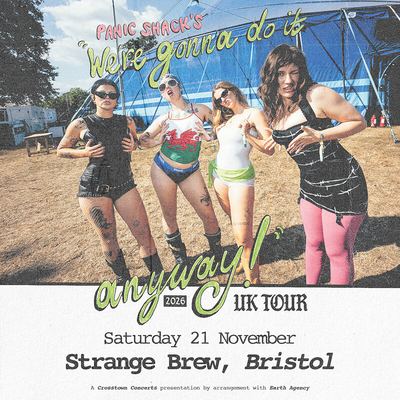 PANIC SHACK'S
"We're gonna do it
anyway!"
2026
UK TOUR
Saturday 21 November
Strange Brew, Bristol
A Crosstown Concerts presentation by arrangement with Earth Agency